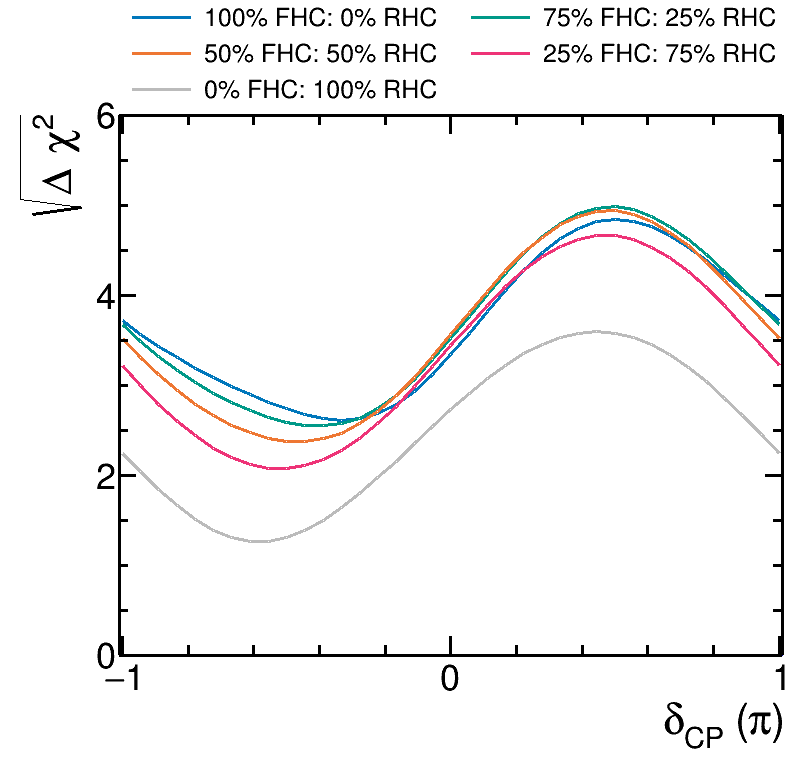 100% FHC: 0% RHC 75% FHC: 25% RHC
50% FHC: 50% RHC 25% FHC: 75% RHC
0% FHC: 100% RHC
√Δ χ²
6
4
2
0
−1 0 1
δ_CP (π)